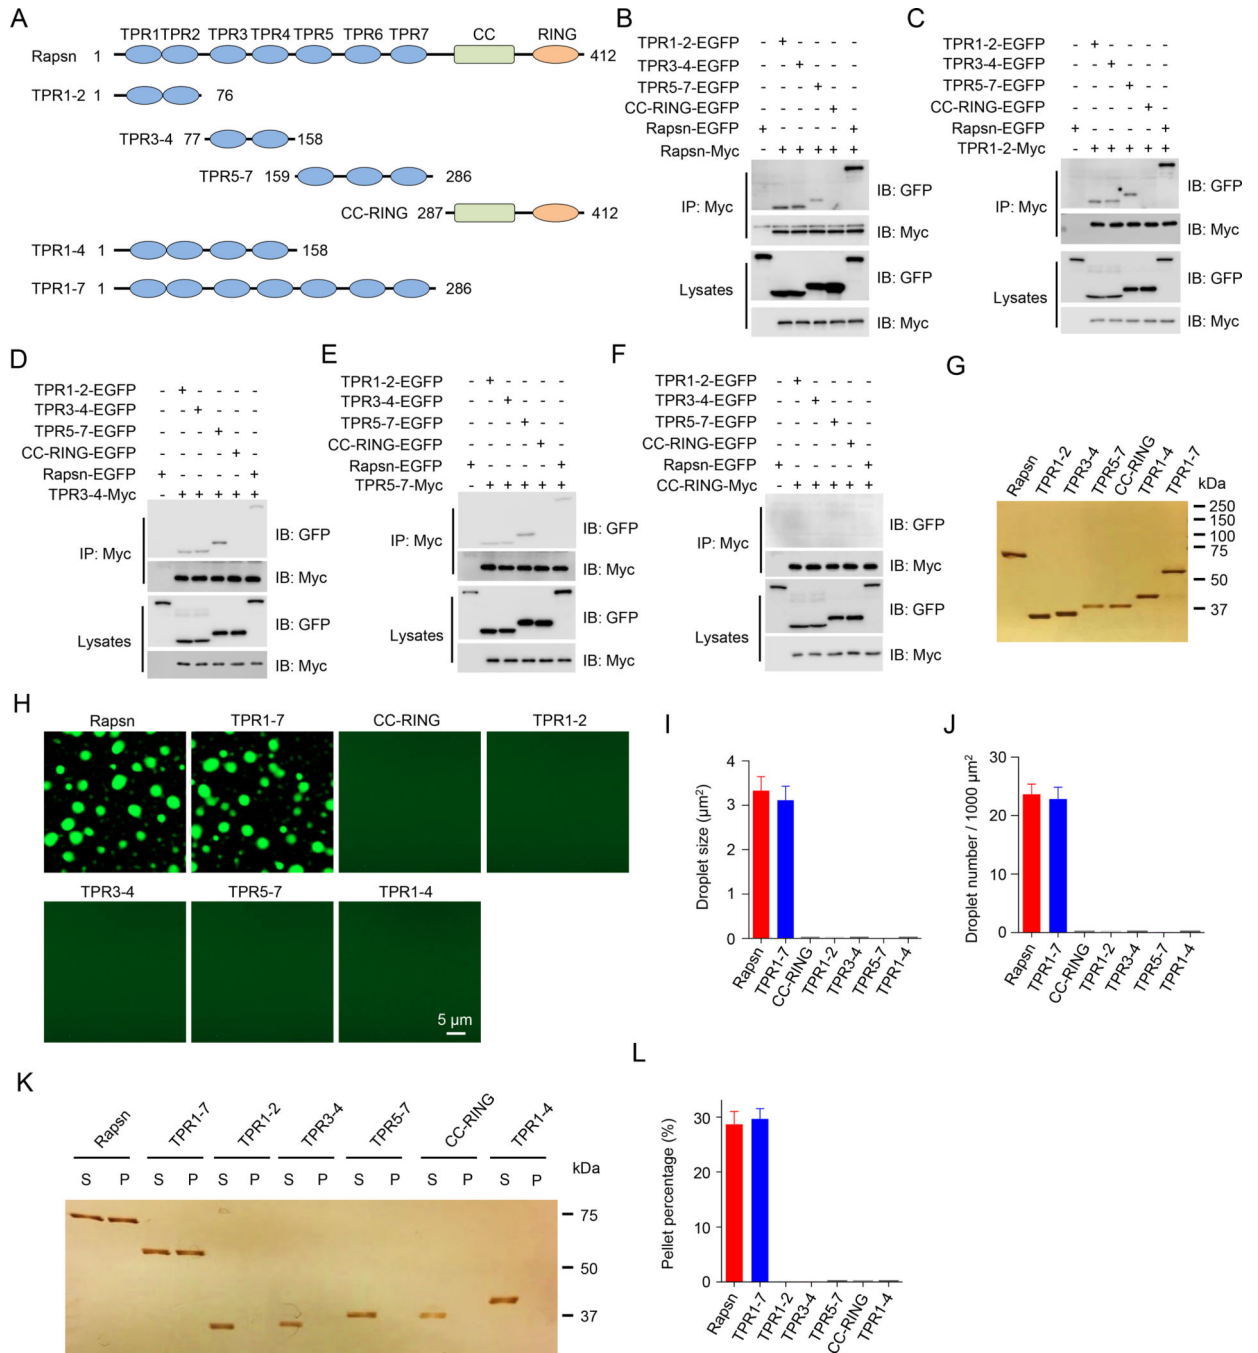 A
TPR1 TPR2 TPR3 TPR4 TPR5 TPR6 TPR7 CC RING
Rapsn 1 412
TPR1-2 1 76
TPR3-4 77 158
TPR5-7 159 286
CC-RING 287 412
TPR1-4 1 158
TPR1-7 1 286
B
TPR1-2-EGFP - + - - - -
TPR3-4-EGFP - - + - - -
TPR5-7-EGFP - - - + - -
CC-RING-EGFP - - - - + -
Rapsn-EGFP + - - - - +
Rapsn-Myc - + + + + +
IP: Myc
IB: GFP
IB: Myc
Lysates
IB: GFP
IB: Myc
C
TPR1-2-EGFP - + - - - -
TPR3-4-EGFP - - + - - -
TPR5-7-EGFP - - - + - -
CC-RING-EGFP - - - - + -
Rapsn-EGFP + - - - - +
TPR1-2-Myc - + + + + +
IP: Myc
IB: GFP
IB: Myc
Lysates
IB: GFP
IB: Myc
D
TPR1-2-EGFP - + - - - -
TPR3-4-EGFP - - + - - -
TPR5-7-EGFP - - - + - -
CC-RING-EGFP - - - - + -
Rapsn-EGFP + - - - - +
TPR3-4-Myc - + + + + +
IP: Myc
IB: GFP
IB: Myc
Lysates
IB: GFP
IB: Myc
E
TPR1-2-EGFP - + - - - -
TPR3-4-EGFP - - + - - -
TPR5-7-EGFP - - - + - -
CC-RING-EGFP - - - - + -
Rapsn-EGFP + - - - - +
TPR5-7-Myc - + + + + +
IP: Myc
IB: GFP
IB: Myc
Lysates
IB: GFP
IB: Myc
F
TPR1-2-EGFP - + - - - -
TPR3-4-EGFP - - + - - -
TPR5-7-EGFP - - - + - -
CC-RING-EGFP - - - - + -
Rapsn-EGFP + - - - - +
CC-RING-Myc - + + + + +
IP: Myc
IB: GFP
IB: Myc
Lysates
IB: GFP
IB: Myc
G
Rapsn TPR1-2 TPR3-4 TPR5-7 CC-RING TPR1-4 TPR1-7
kDa
250
150
100
75
50
37
H
Rapsn TPR1-7 CC-RING TPR1-2
TPR3-4 TPR5-7 TPR1-4
5 µm
I
Droplet size (µm²)
4
3
2
1
0
Rapsn TPR1-7 CC-RING TPR1-2 TPR3-4 TPR5-7 TPR1-4
J
Droplet number / 1000 µm²
30
20
10
0
Rapsn TPR1-7 CC-RING TPR1-2 TPR3-4 TPR5-7 TPR1-4
K
Rapsn TPR1-7 TPR1-2 TPR3-4 TPR5-7 CC-RING TPR1-4
S P S P S P S P S P S P S P
kDa
75
50
37
L
Pellet percentage (%)
30
20
10
0
Rapsn TPR1-7 TPR1-2 TPR3-4 TPR5-7 CC-RING TPR1-4